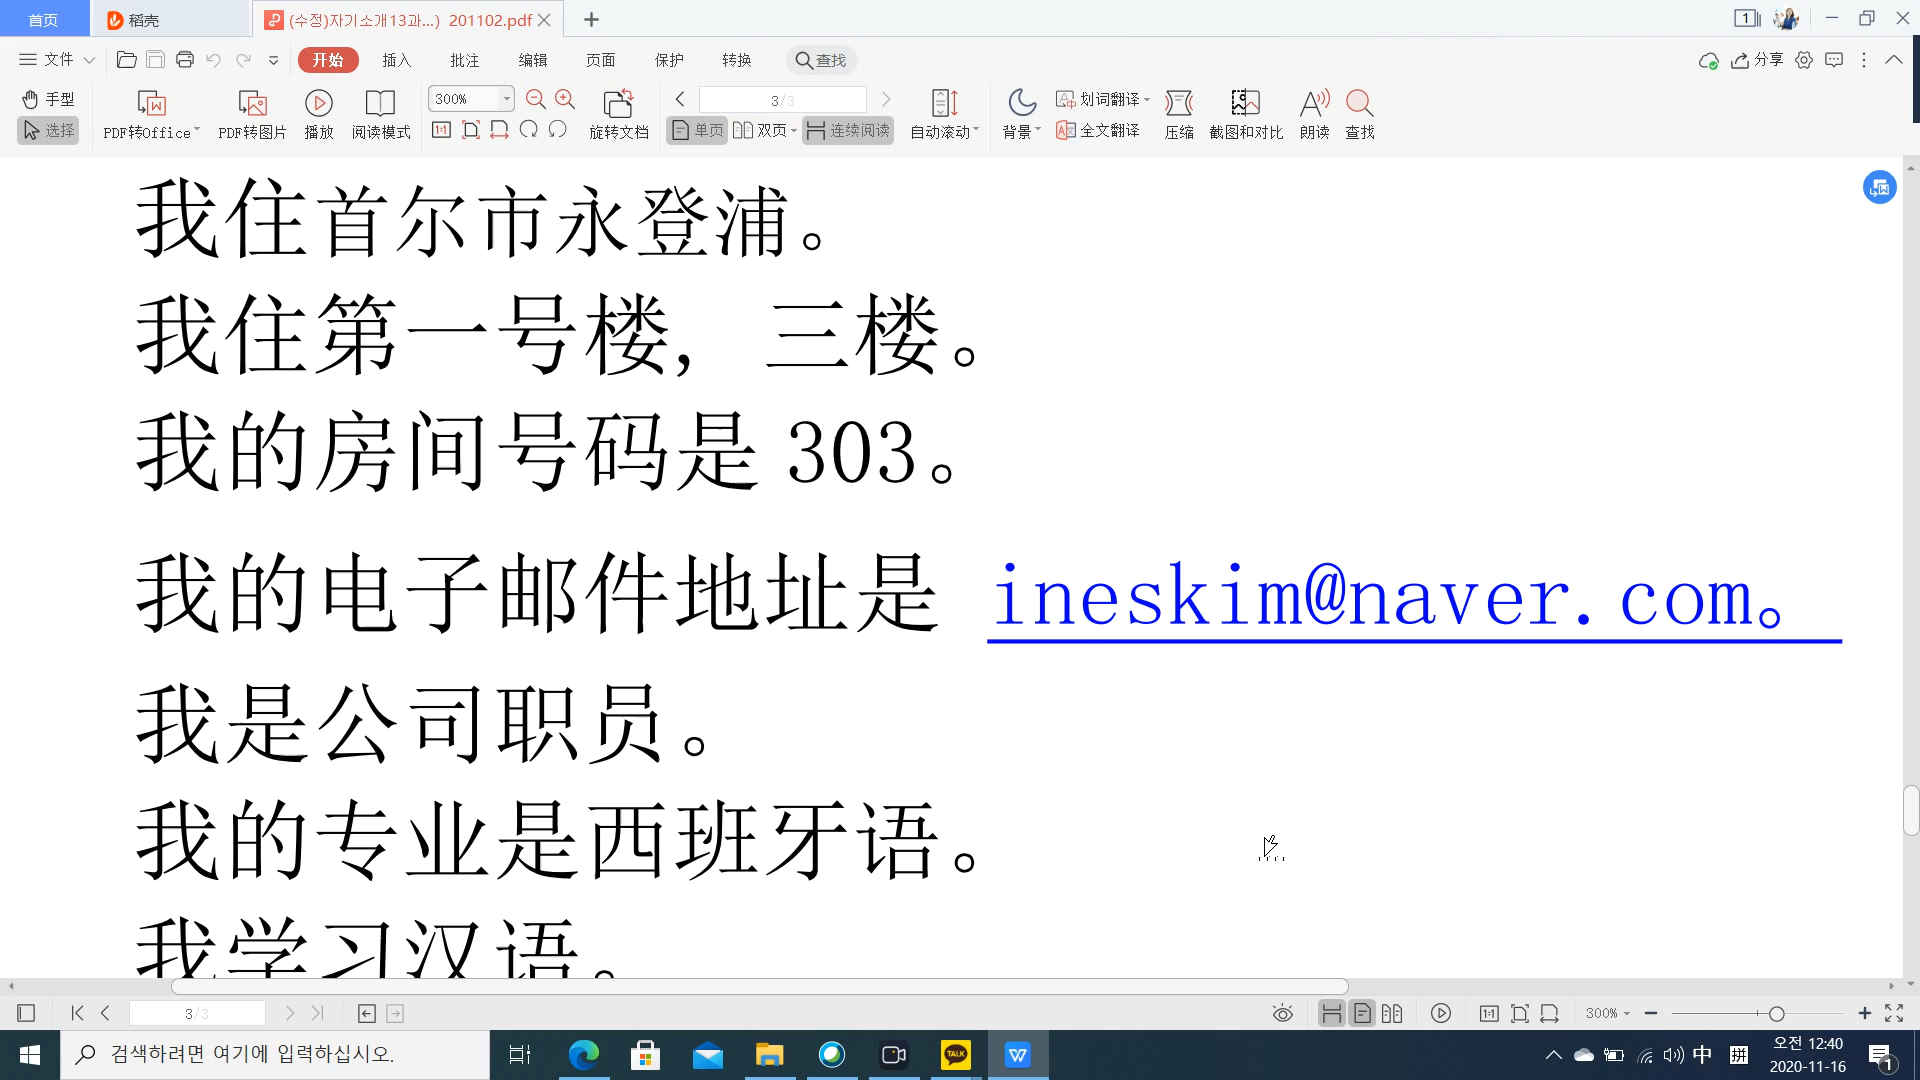 首页
稻壳
(수정)자기소개13과...) 201102.pdf
1
文件
开始
插入
批注
编辑
页面
保护
转换
查找
分享
手型
选择
PDF转Office
PDF转图片
播放
阅读模式
300%
1:1
旋转文档
3/3
单页
双页
连续阅读
自动滚动
背景
划词翻译
全文翻译
压缩
截图和对比
朗读
查找
我住首尔市永登浦。
我住第一号楼，三楼。
我的房间号码是 303。
我的电子邮件地址是 ineskim@naver.com。
我是公司职员。
我的专业是西班牙语。
我学习汉语。
3/3
1:1
300%
검색하려면 여기에 입력하십시오.
TALK
中
拼
오전 12:40
2020-11-16
1